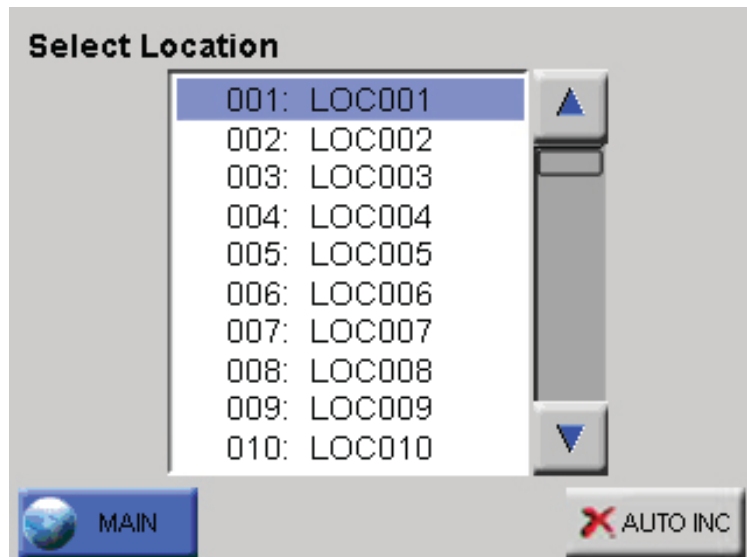 Select Location
001: LOC001
002: LOC002
003: LOC003
004: LOC004
005: LOC005
006: LOC006
007: LOC007
008: LOC008
009: LOC009
010: LOC010
MAIN
AUTO INC